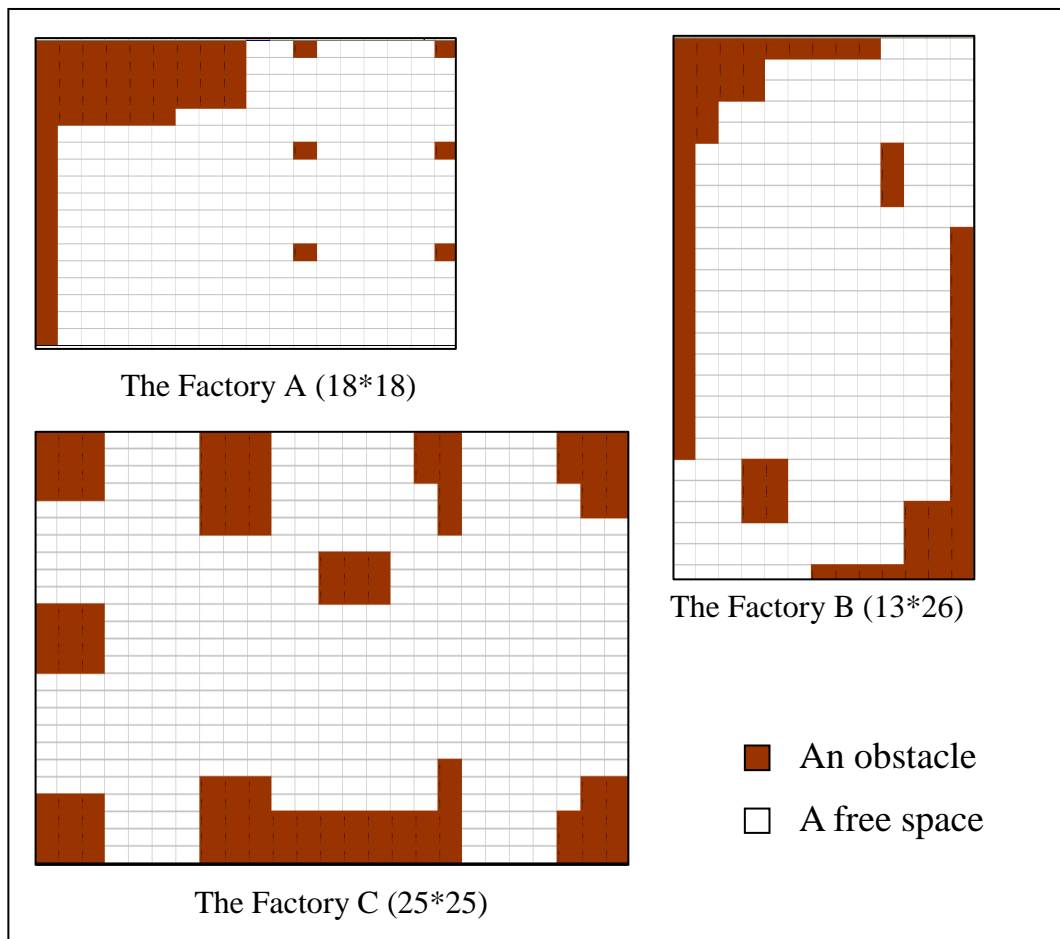 The Factory A (18*18)
The Factory B (13*26)
An obstacle
A free space
The Factory C (25*25)